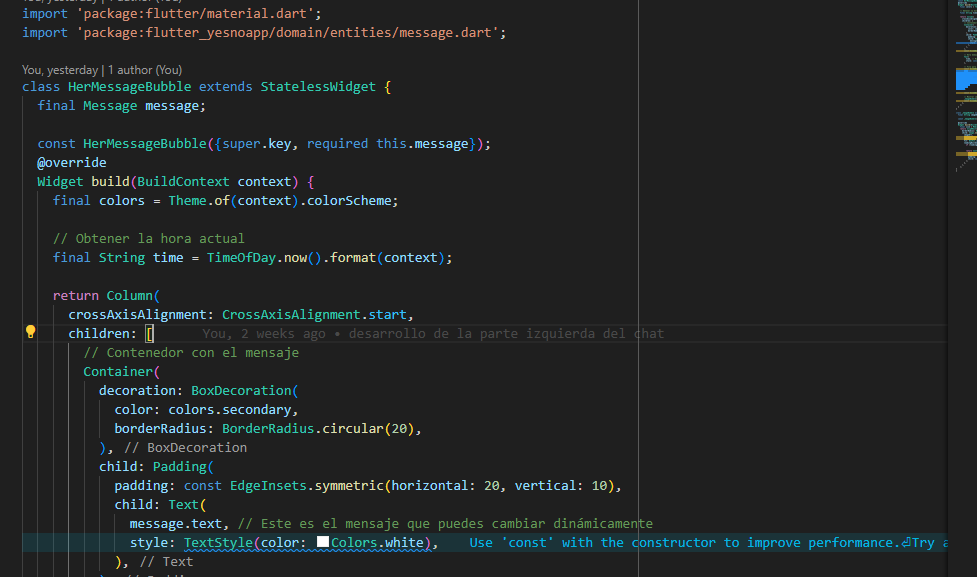 import 'package:flutter/material.dart';
import 'package:flutter_yesnoapp/domain/entities/message.dart';
You, yesterday | 1 author (You)
class HerMessageBubble extends StatelessWidget {
final Message message;
const HerMessageBubble({super.key, required this.message});
@override
Widget build(BuildContext context) {
final colors = Theme.of(context).colorScheme;
// Obtener la hora actual
final String time = TimeOfDay.now().format(context);
return Column(
crossAxisAlignment: CrossAxisAlignment.start,
children: [ You, 2 weeks ago • desarrollo de la parte izquierda del chat
// Contenedor con el mensaje
Container(
decoration: BoxDecoration(
color: colors.secondary,
borderRadius: BorderRadius.circular(20),
), // BoxDecoration
child: Padding(
padding: const EdgeInsets.symmetric(horizontal: 20, vertical: 10),
child: Text(
message.text, // Este es el mensaje que puedes cambiar dinámicamente
style: TextStyle(color: Colors.white), Use 'const' with the constructor to improve performance.⏎Try a
), // Text